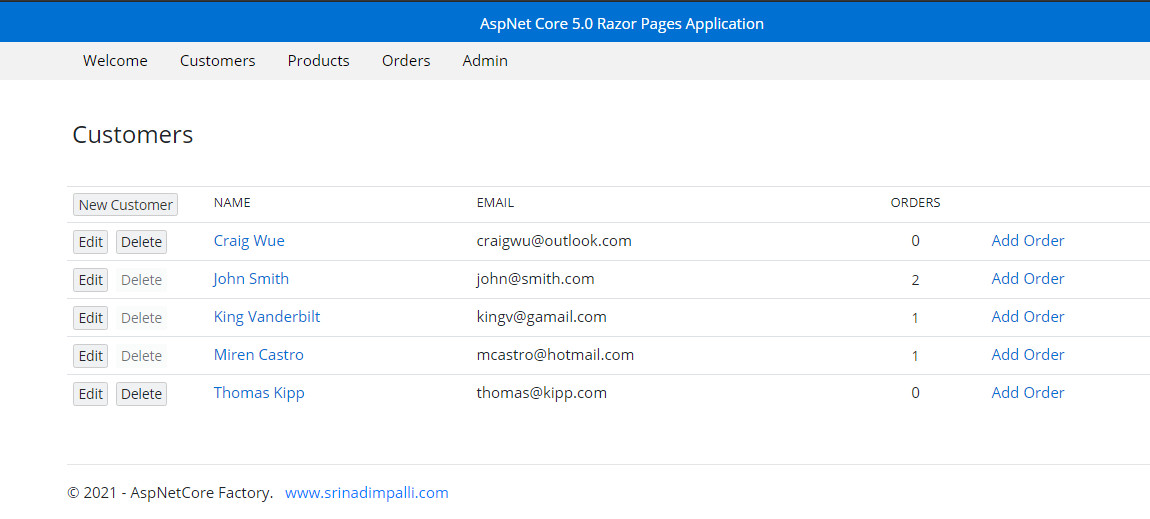 AspNet Core 5.0 Razor Pages Application
Welcome Customers Products Orders Admin
Customers
New Customer NAME EMAIL ORDERS
Edit Delete Craig Wue craigwu@outlook.com 0 Add Order
Edit Delete John Smith john@smith.com 2 Add Order
Edit Delete King Vanderbilt kingv@gamail.com 1 Add Order
Edit Delete Miren Castro mcastro@hotmail.com 1 Add Order
Edit Delete Thomas Kipp thomas@kipp.com 0 Add Order
© 2021 - AspNetCore Factory. www.srinadimpalli.com